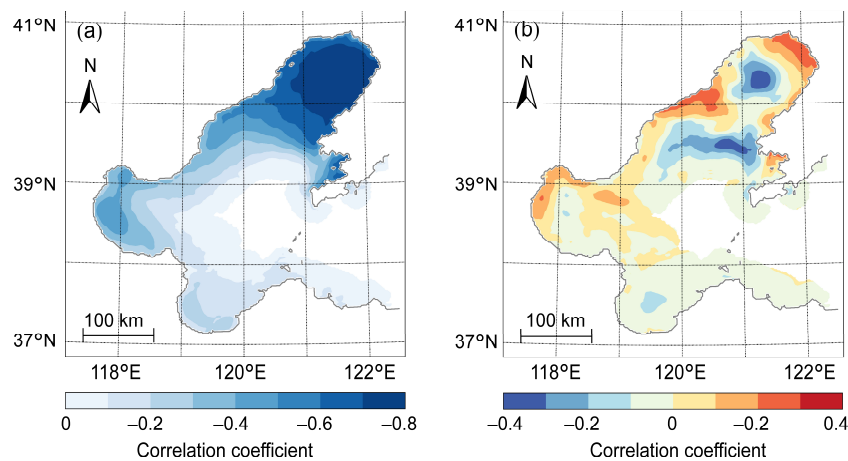 (a)
41°N
N
39°N
100 km
37°N
118°E 120°E 122°E
0 –0.2 –0.4 –0.6 –0.8
Correlation coefficient
(b)
41°N
N
39°N
100 km
37°N
118°E 120°E 122°E
–0.4 –0.2 0 –0.2 0.4
Correlation coefficient